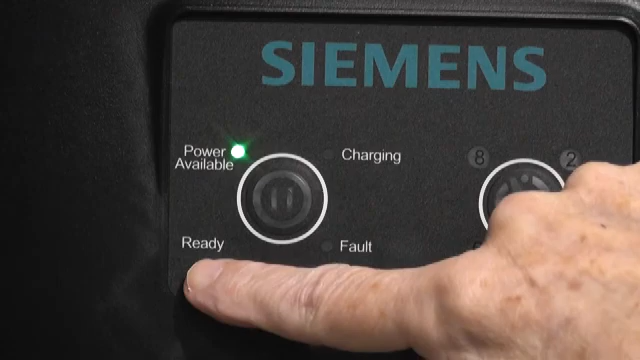 SIEMENS
Power
Available
Charging
8
2
Ready
Fault